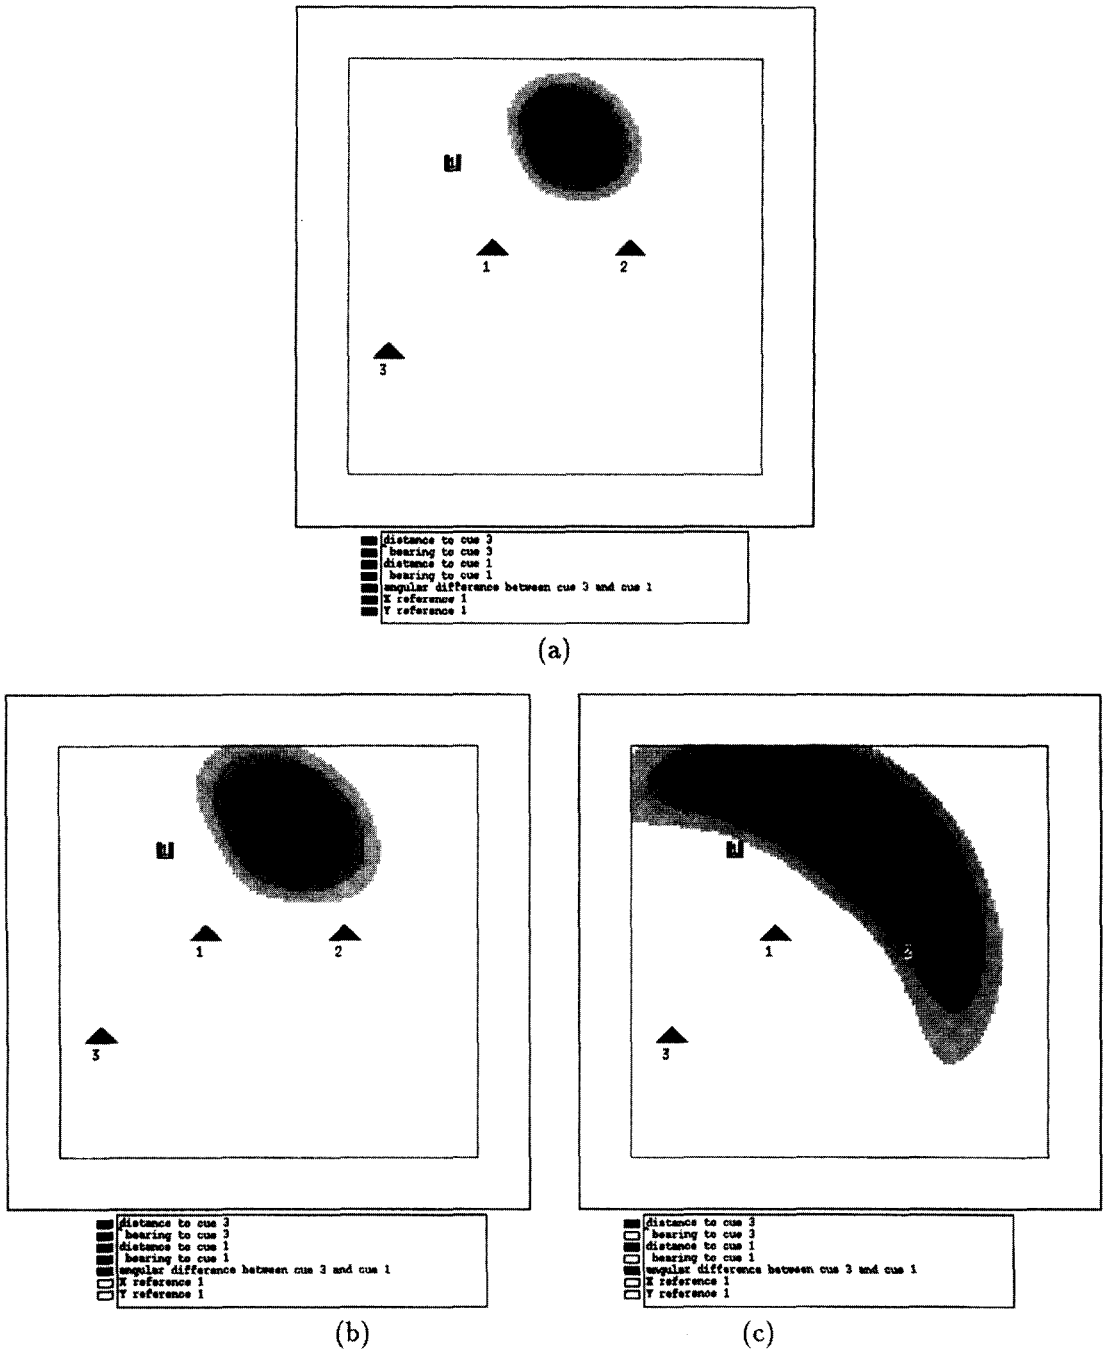 1
1
2
3
distance to cue 3
bearing to cue 3
distance to cue 1
bearing to cue 1
angular difference between cue 3 and cue 1
X reference 1
Y reference 1
(a)
1
1
2
3
distance to cue 3
bearing to cue 3
distance to cue 1
bearing to cue 1
angular difference between cue 3 and cue 1
X reference 1
Y reference 1
(b)
1
1
2
3
distance to cue 3
bearing to cue 3
distance to cue 1
bearing to cue 1
angular difference between cue 3 and cue 1
X reference 1
Y reference 1
(c)